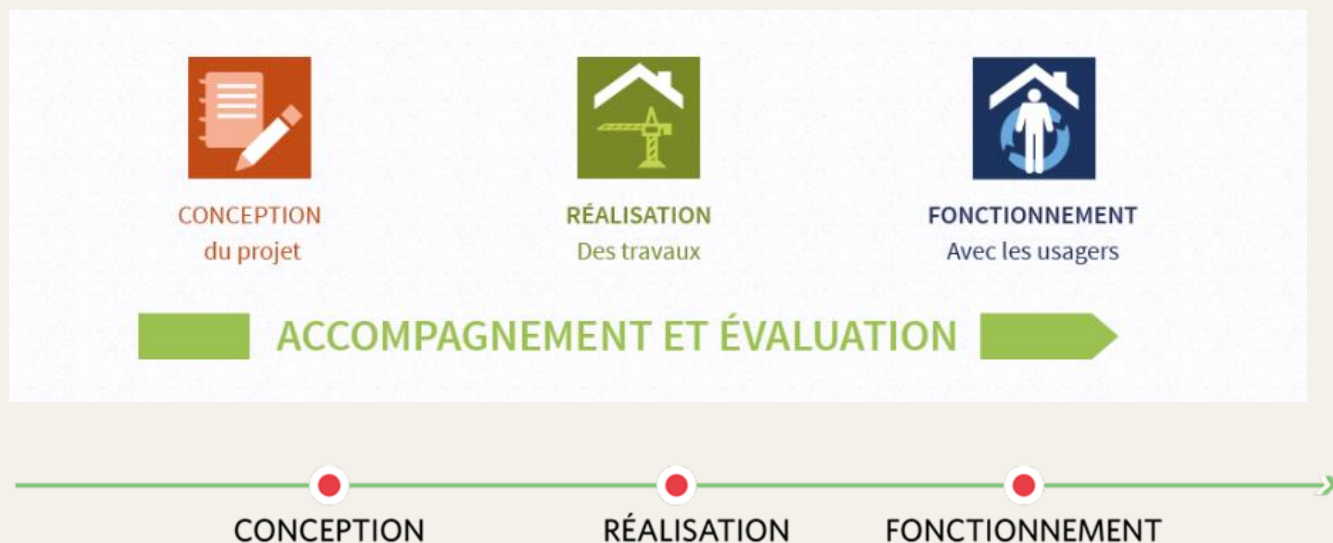 CONCEPTION
du projet
RÉALISATION
Des travaux
FONCTIONNEMENT
Avec les usagers
ACCOMPAGNEMENT ET ÉVALUATION
CONCEPTION
RÉALISATION
FONCTIONNEMENT